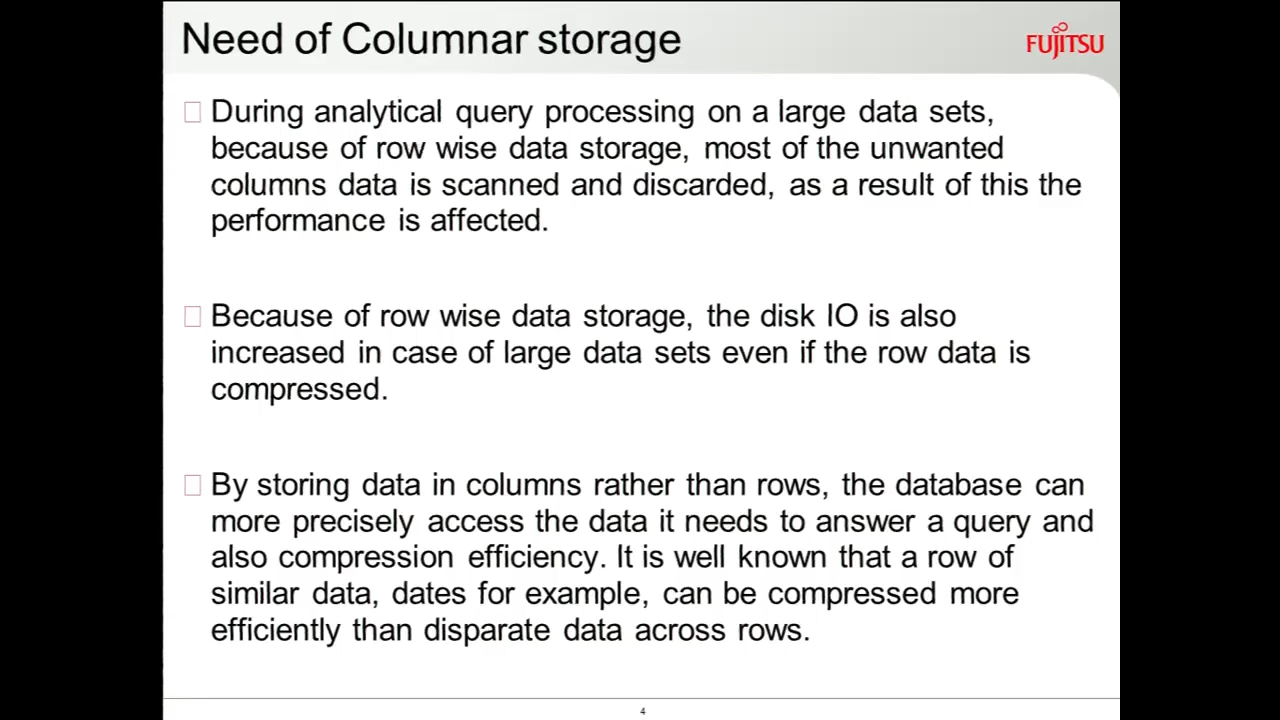 Need of Columnar storage
FUJITSU
During analytical query processing on a large data sets,
because of row wise data storage, most of the unwanted
columns data is scanned and discarded, as a result of this the
performance is affected.
Because of row wise data storage, the disk IO is also
increased in case of large data sets even if the row data is
compressed.
By storing data in columns rather than rows, the database can
more precisely access the data it needs to answer a query and
also compression efficiency. It is well known that a row of
similar data, dates for example, can be compressed more
efficiently than disparate data across rows.
4